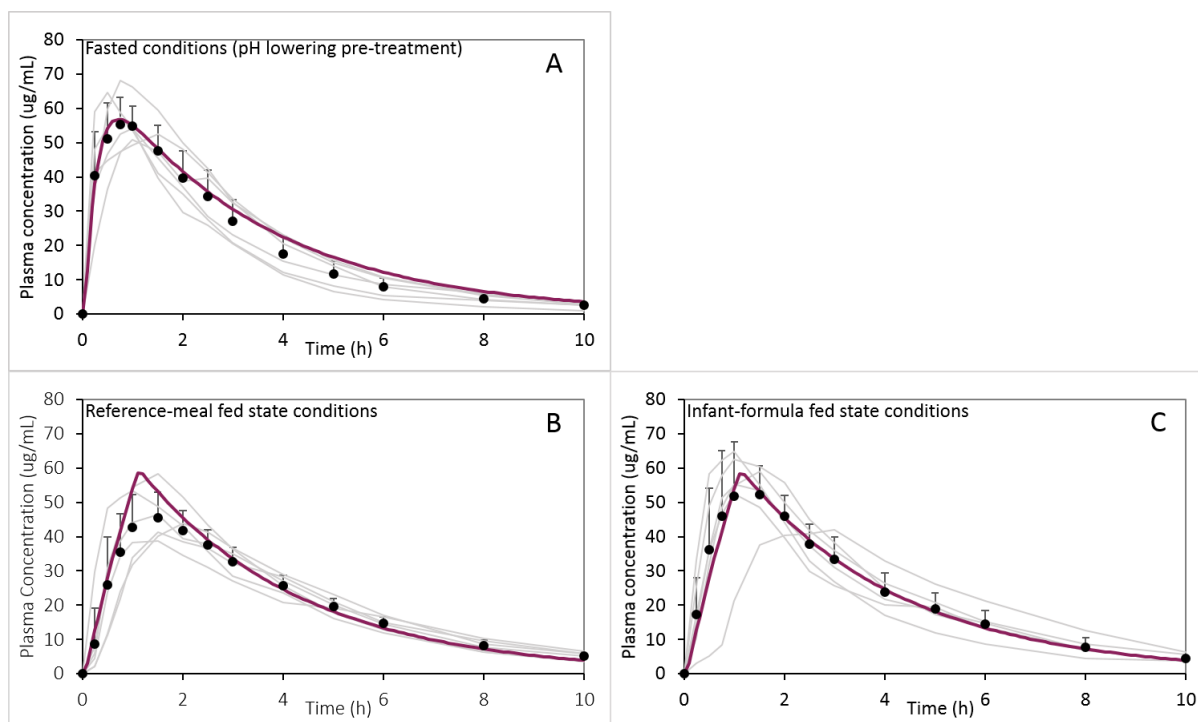 Fasted conditions (pH lowering pre-treatment)
A
Plasma concentration (ug/mL)
80
70
60
50
40
30
20
10
0
0 2 4 6 8 10
Time (h)
Reference-meal fed state conditions
B
Plasma Concentration (ug/mL)
80
70
60
50
40
30
20
10
0
0 2 4 6 8 10
Time (h)
Infant-formula fed state conditions
C
Plasma concentration (ug/mL)
80
70
60
50
40
30
20
10
0
0 2 4 6 8 10
Time (h)